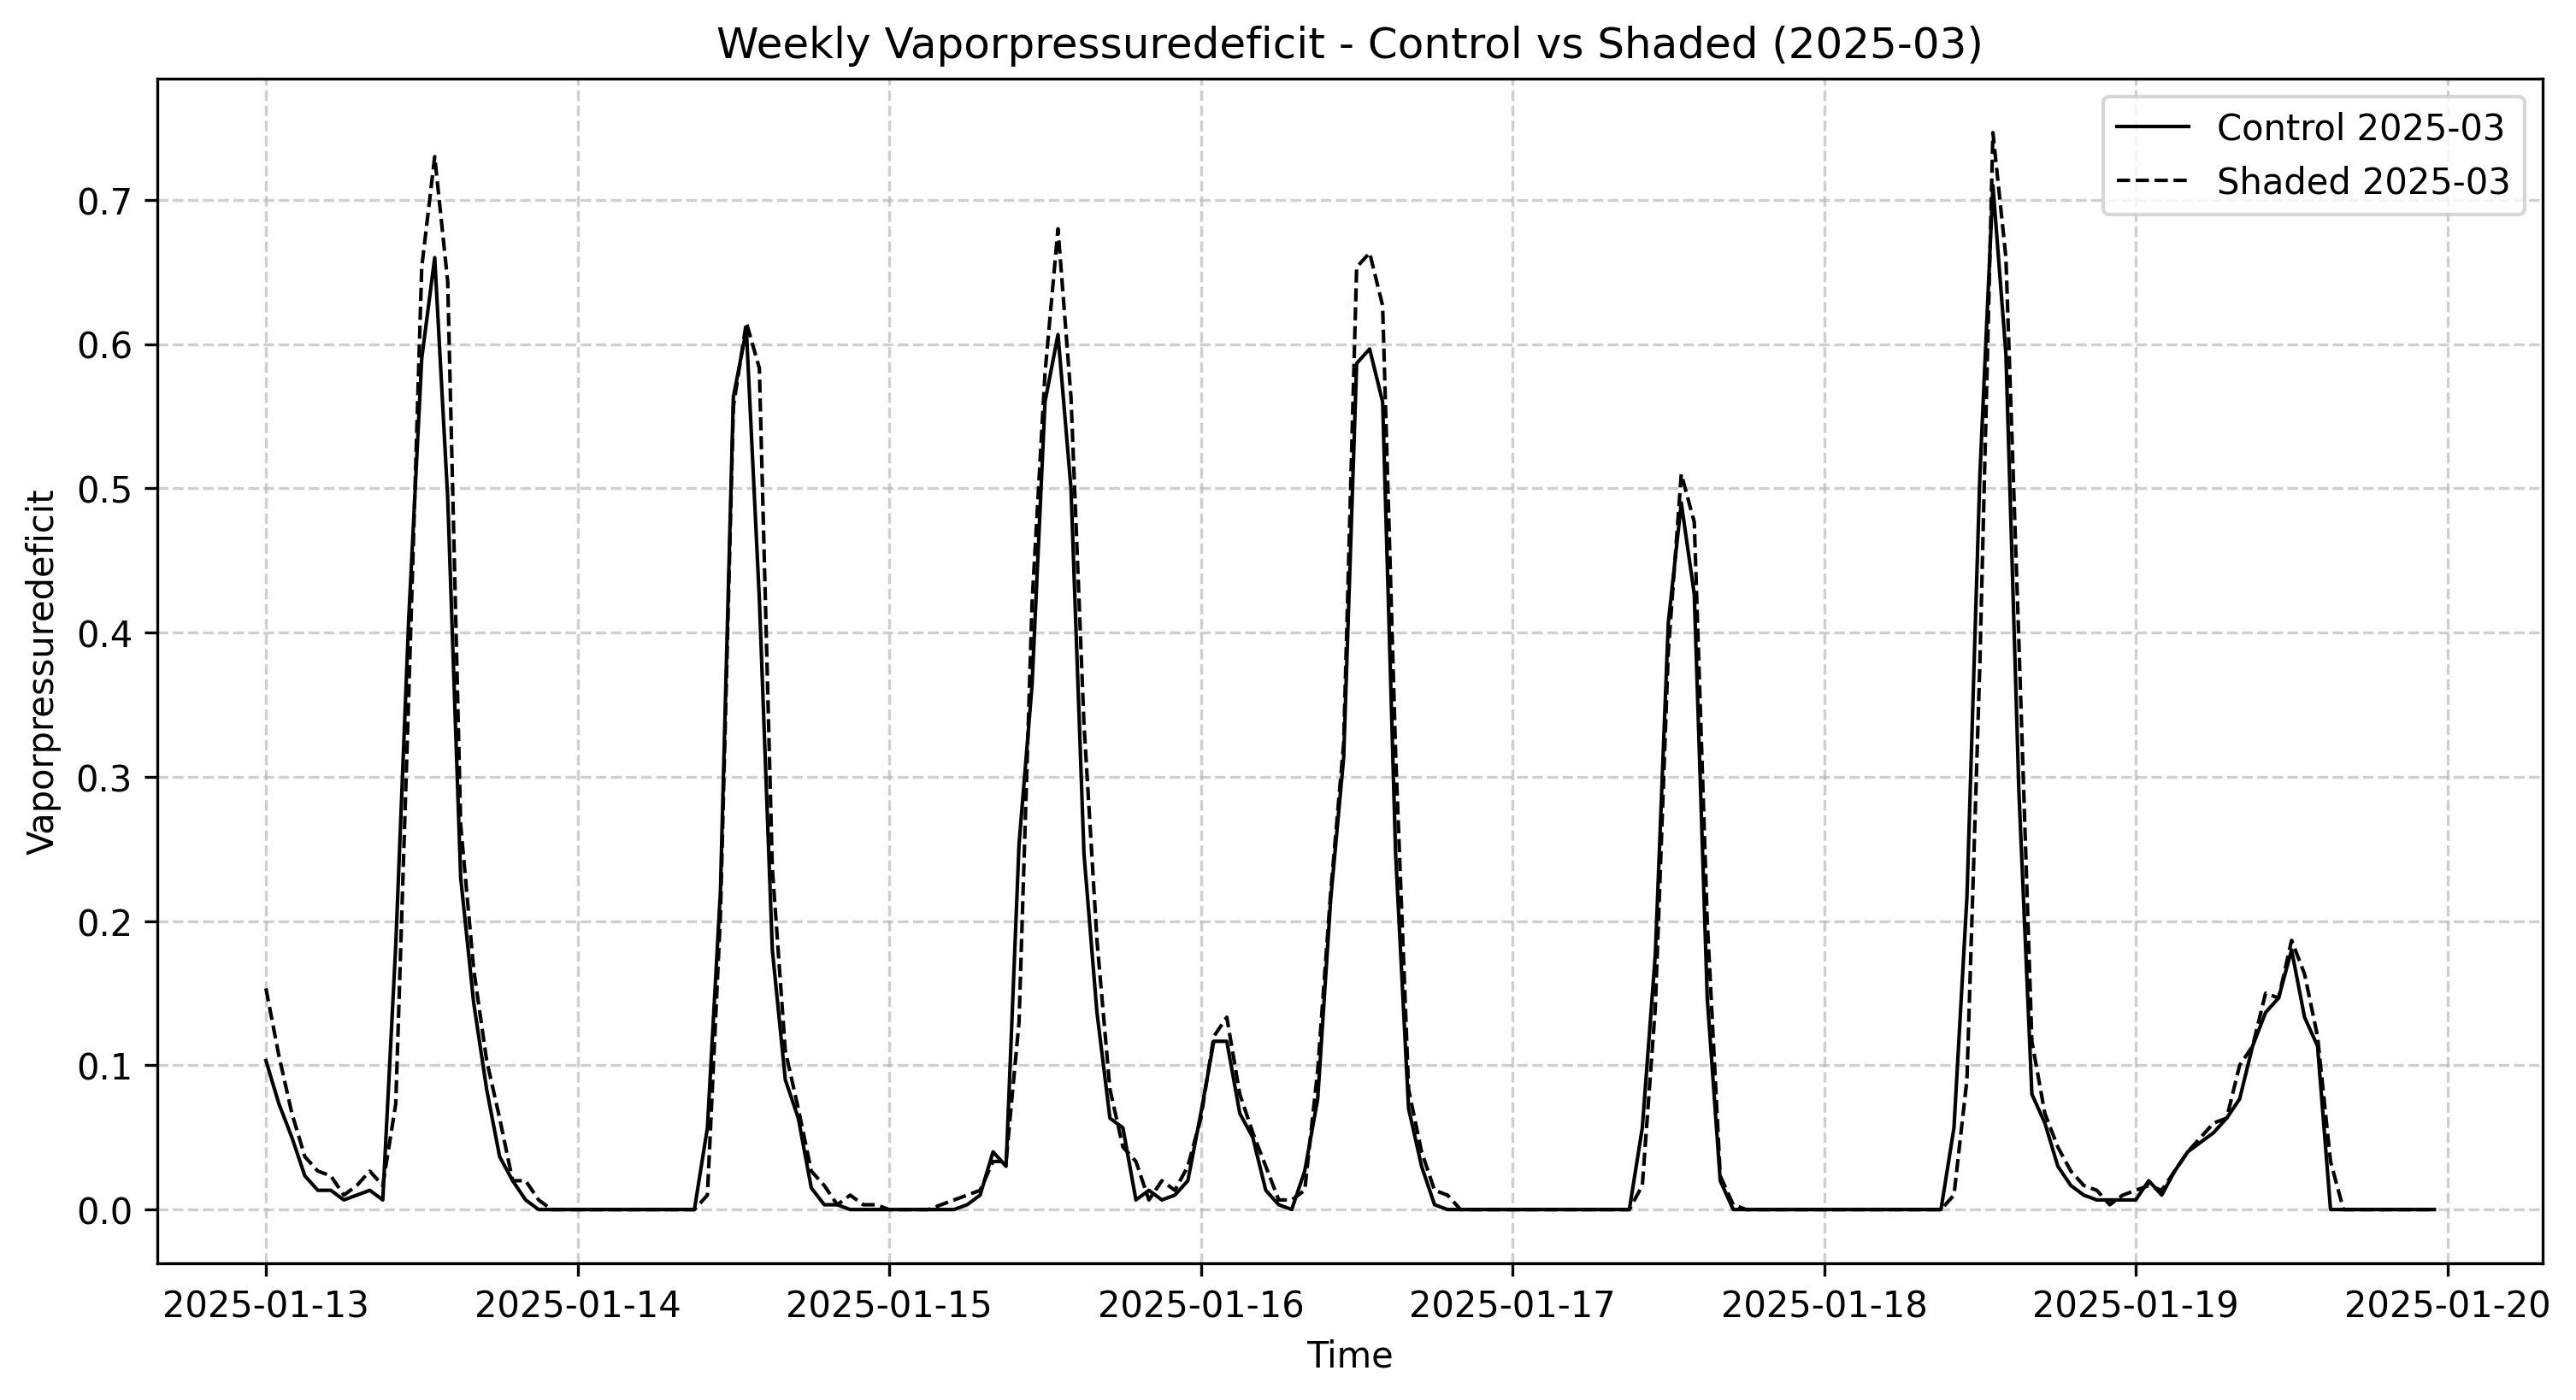 Weekly Vaporpressuredeficit - Control vs Shaded (2025-03)
Control 2025-03
Shaded 2025-03
Vaporpressuredeficit
0.7
0.6
0.5
0.4
0.3
0.2
0.1
0.0
2025-01-13 2025-01-14 2025-01-15 2025-01-16 2025-01-17 2025-01-18 2025-01-19 2025-01-20
Time